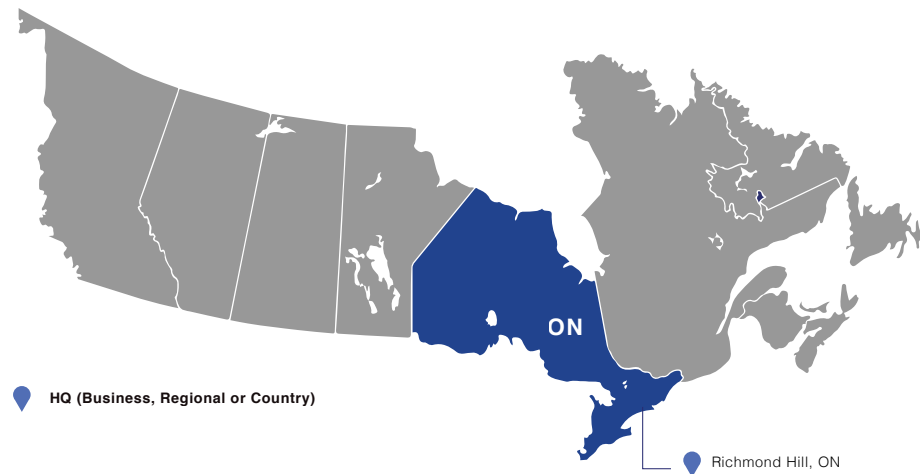 ON
HQ (Business, Regional or Country)
Richmond Hill, ON